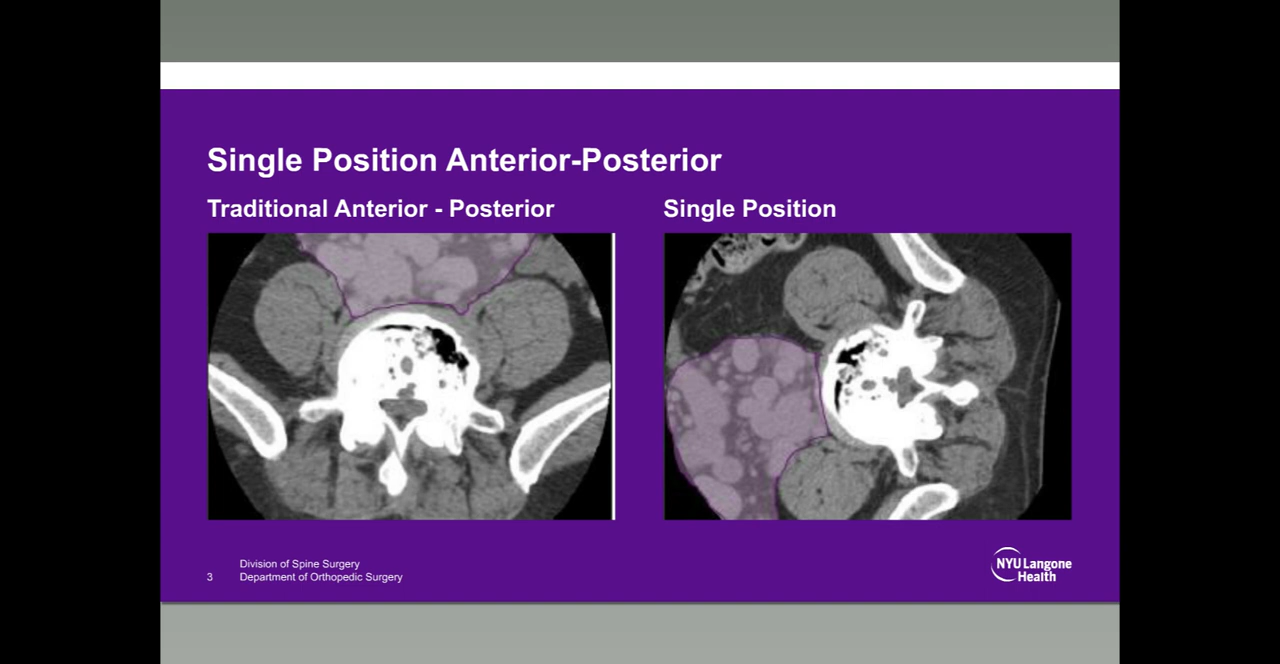 Single Position Anterior-Posterior
Traditional Anterior - Posterior
Single Position
Division of Spine Surgery
3 Department of Orthopedic Surgery
NYU Langone
Health